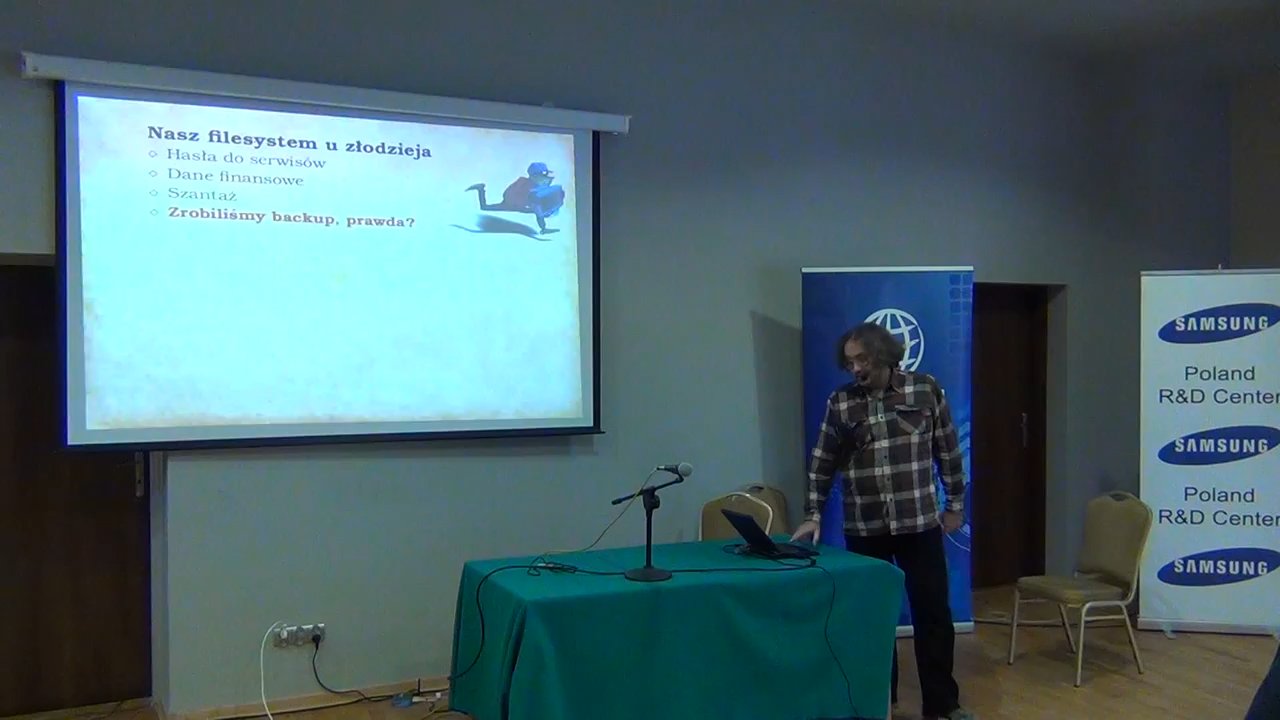 Nasz filesystem u złodzieja
Hasła do serwisów
Dane finansowe
Szantaż
Zrobiliśmy backup, prawda?
SAMSUNG
Poland
R&D Center
SAMSUNG
Poland
R&D Center
SAMSUNG